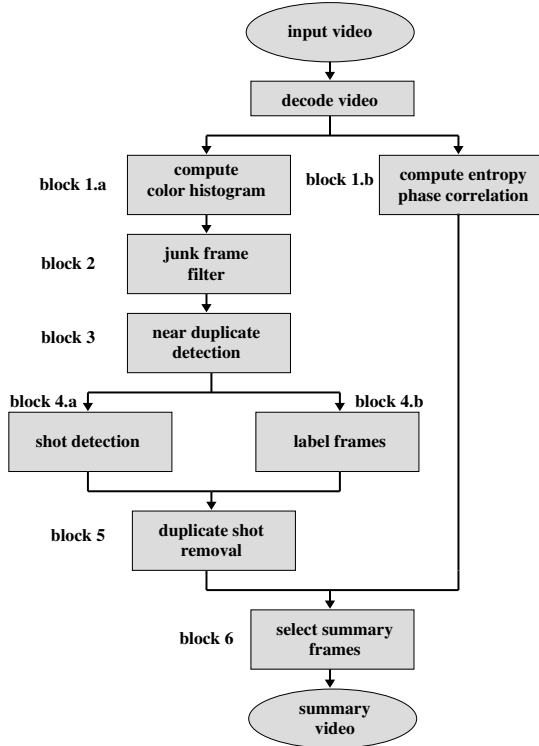 input video
decode video
block 1.a
compute
color histogram
block 1.b
compute entropy
phase correlation
block 2
junk frame
filter
block 3
near duplicate
detection
block 4.a
block 4.b
shot detection
label frames
block 5
duplicate shot
removal
block 6
select summary
frames
summary
video